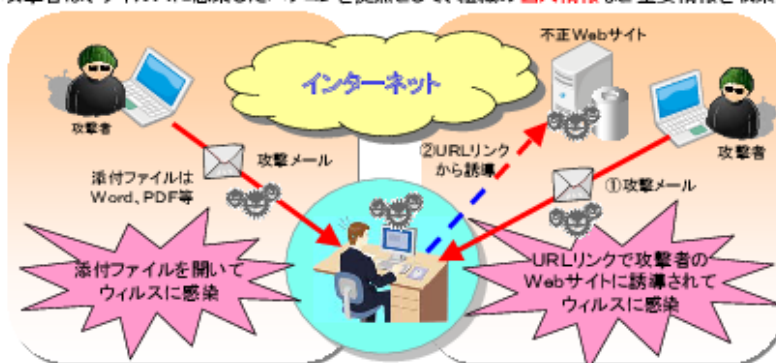 個人情報
不正Webサイト
インターネット
攻撃者
攻撃者
②URLリンク
から誘導
攻撃メール
添付ファイルは
Word、PDF等
①攻撃メール
添付ファイルを開いて
ウィルスに感染
URLリンクで攻撃者の
Webサイトに誘導されて
ウィルスに感染